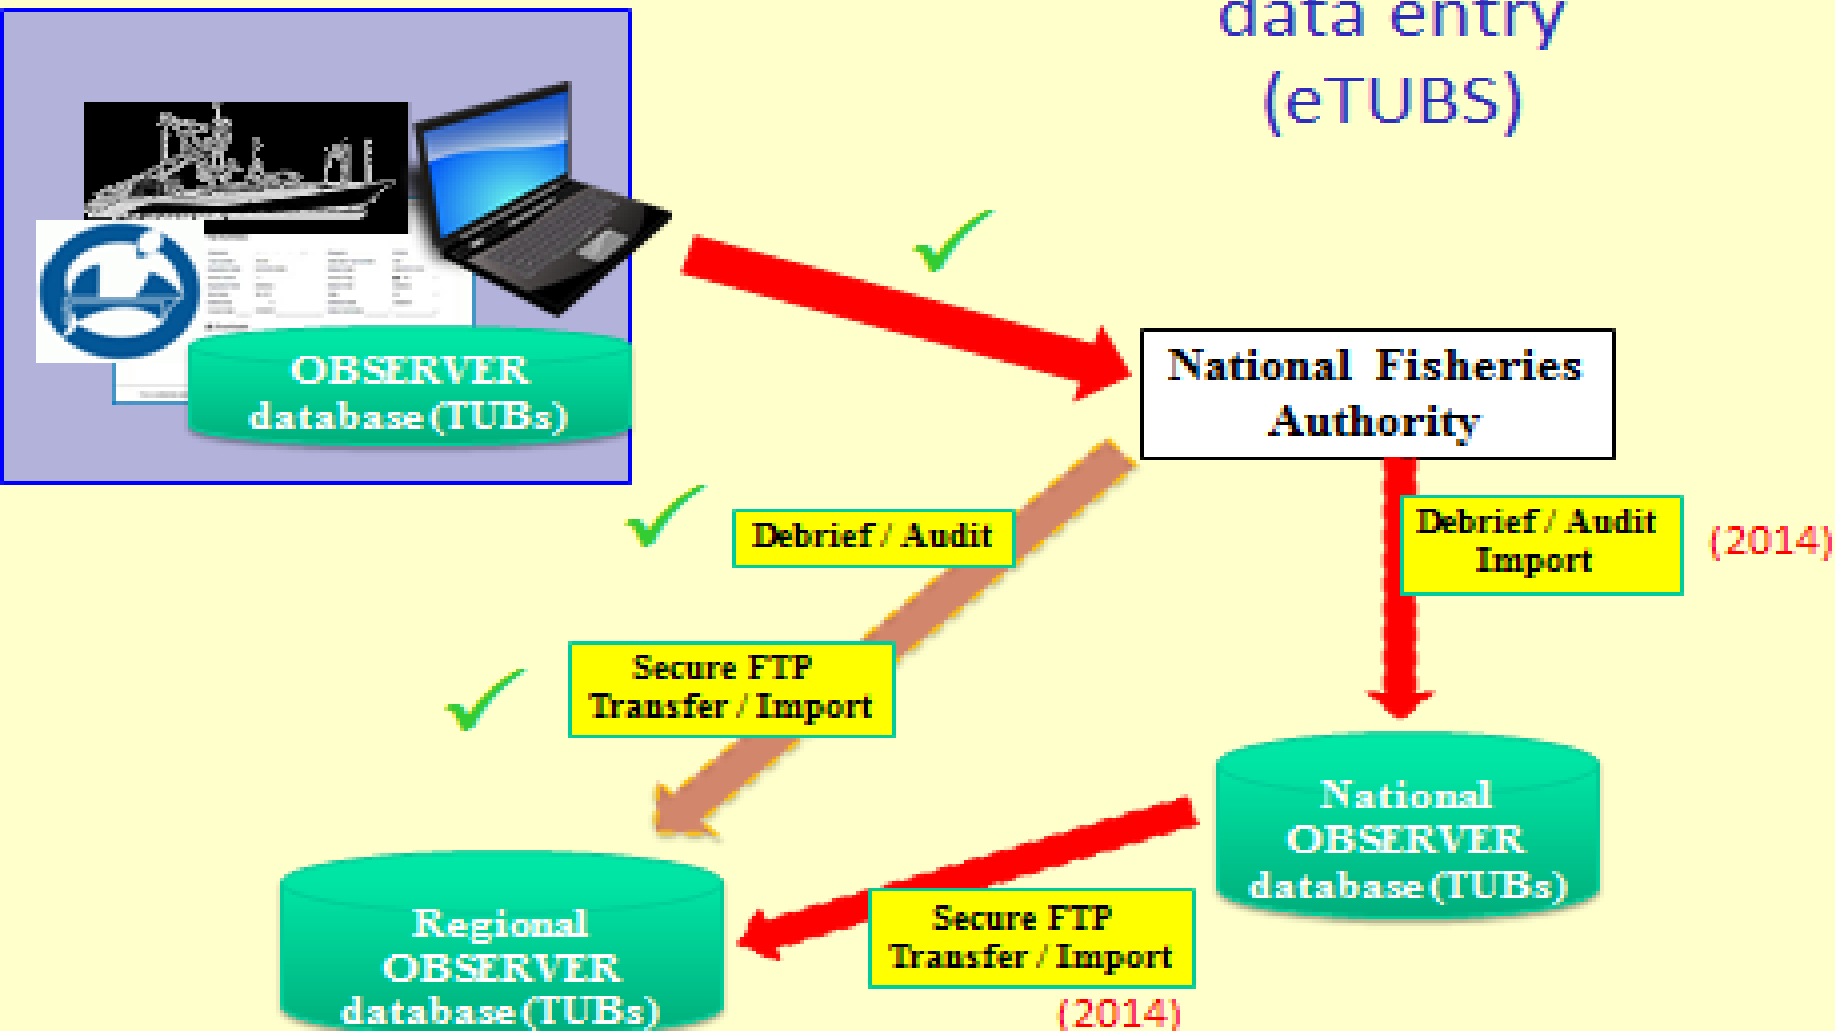 data entry
(eTUBS)
OBSERVER
database (TUBs)
National Fisheries
Authority
Debrief / Audit
Debrief / Audit
Import
(2014)
Secure FTP
Transfer / Import
National
OBSERVER
database (TUBs)
Secure FTP
Transfer / Import
(2014)
Regional
OBSERVER
database (TUBs)